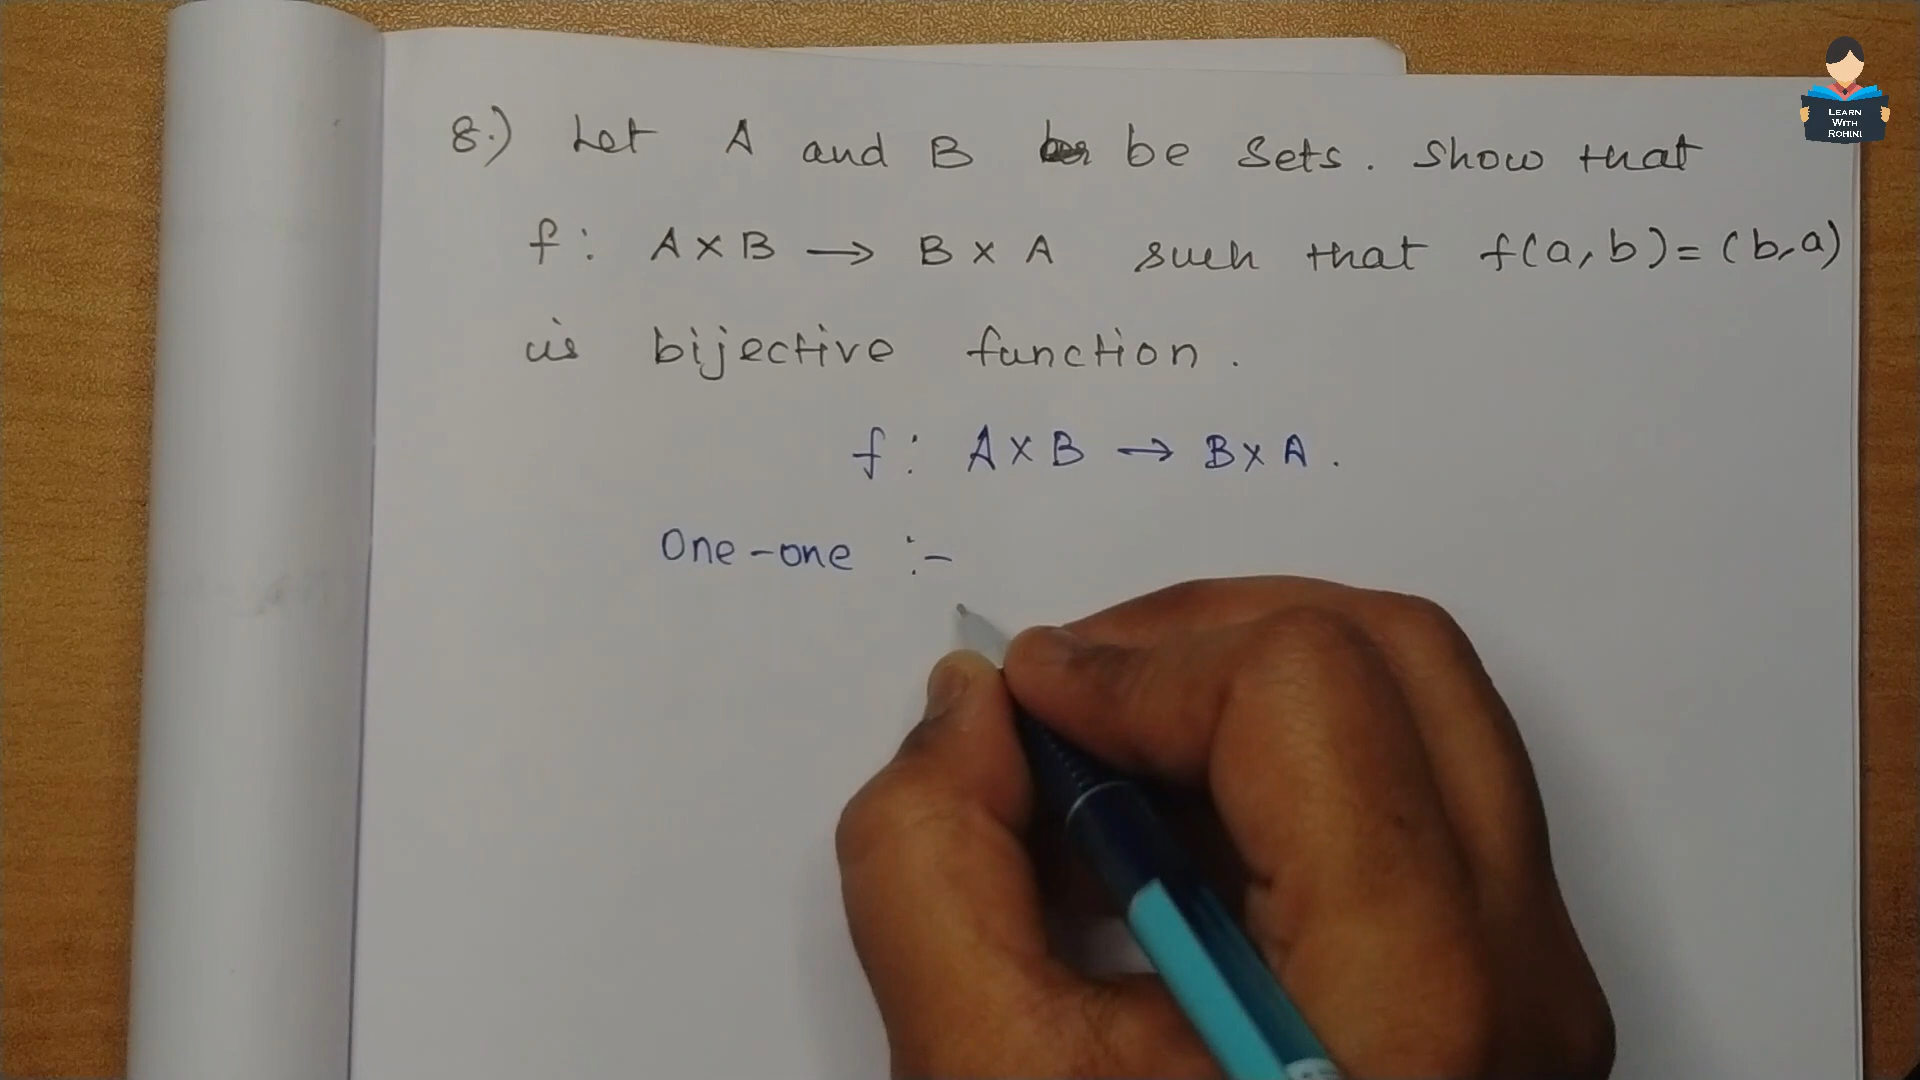 8.) Let A and B be sets. Show that
f: A × B → B × A such that f(a, b) = (b, a)
is bijective function.
f: A × B → B × A.
One-one :-
LEARN
WITH
ROHINI